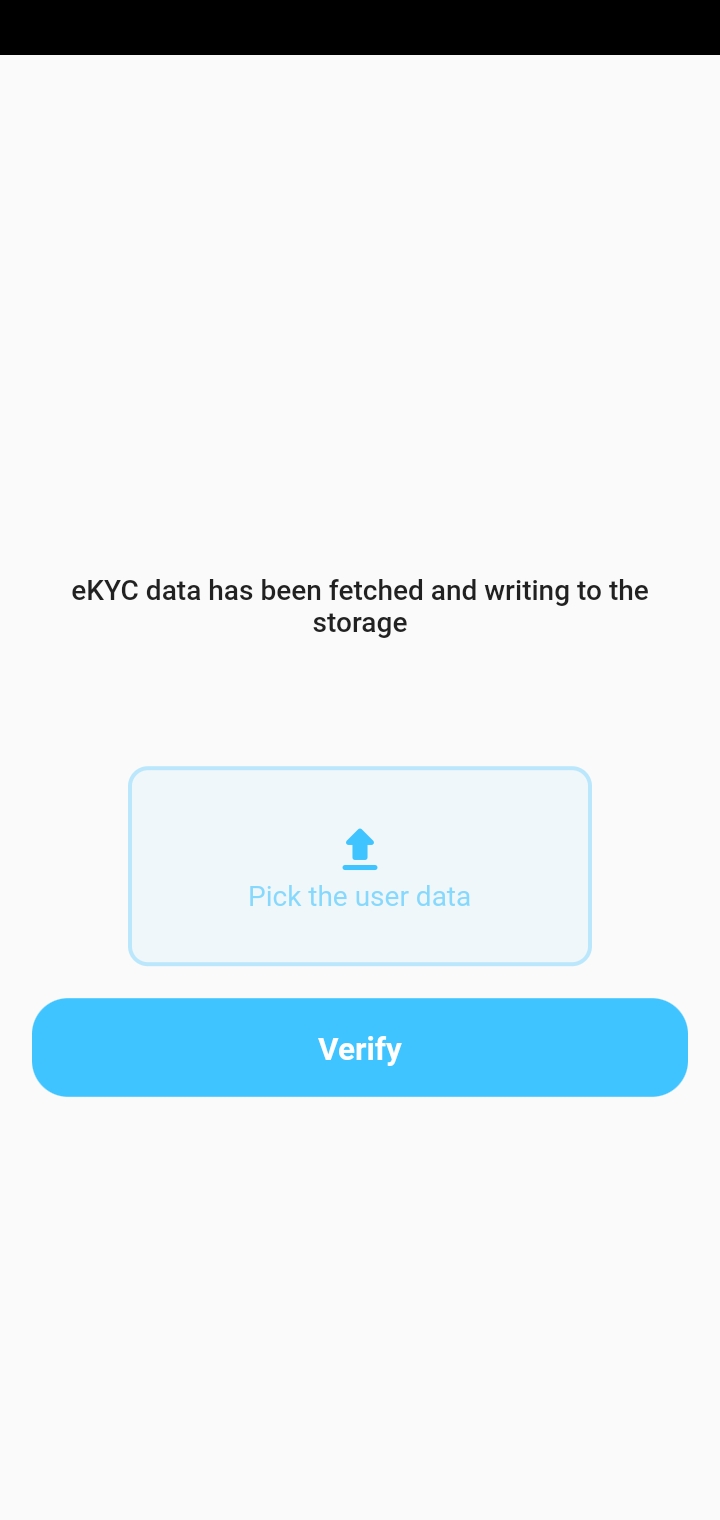 eKYC data has been fetched and writing to the
storage
Pick the user data
Verify